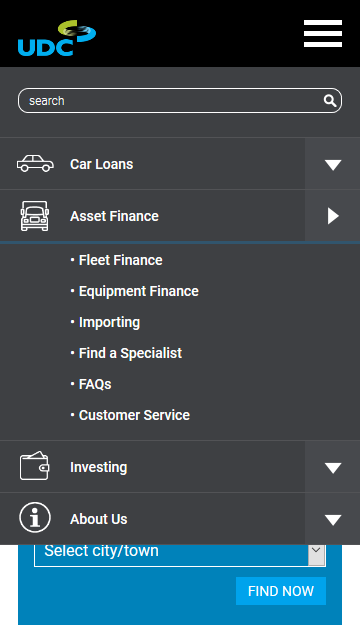 UDC
search
Car Loans
Asset Finance
• Fleet Finance
• Equipment Finance
• Importing
• Find a Specialist
• FAQs
• Customer Service
Investing
About Us
Select city/town
FIND NOW